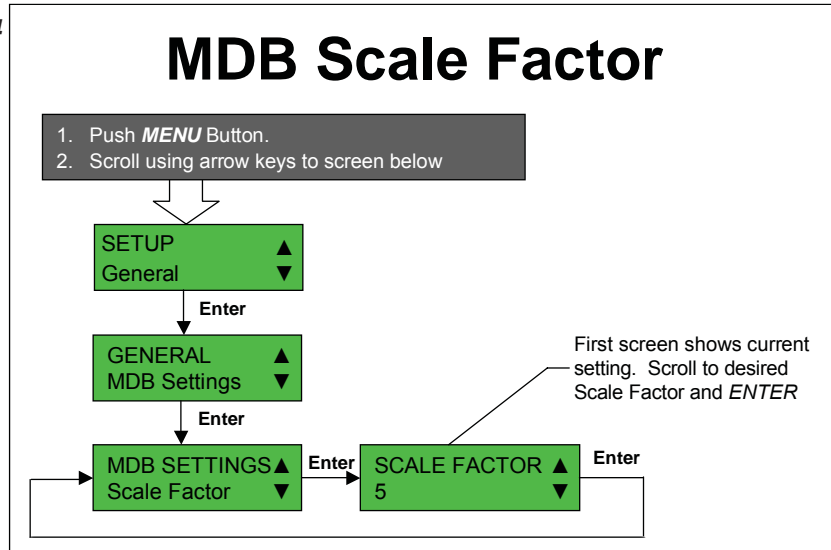 MDB Scale Factor
1. Push MENU Button.
2. Scroll using arrow keys to screen below
SETUP ▲
General ▼
Enter
GENERAL ▲
MDB Settings ▼
Enter
First screen shows current
setting. Scroll to desired
Scale Factor and ENTER
MDB SETTINGS ▲
Scale Factor ▼
Enter
SCALE FACTOR ▲
5 ▼
Enter